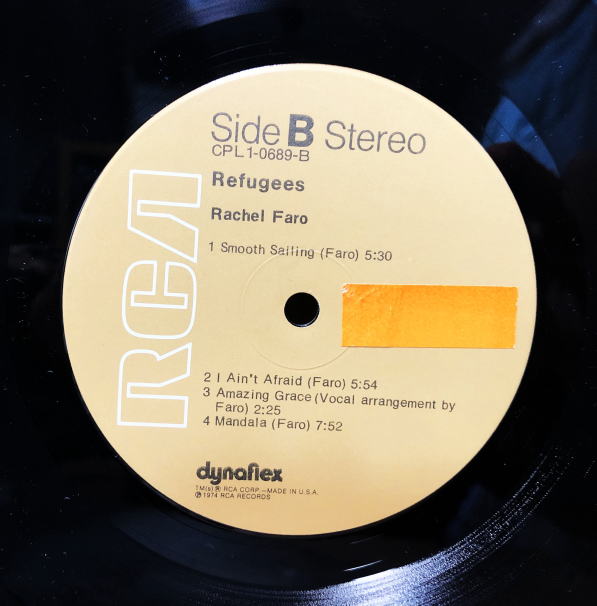 Side B Stereo
CPL1-0689-B
Refugees
Rachel Faro
1 Smooth Sailing (Faro) 5:30
RCA
2 I Ain't Afraid (Faro) 5:54
3 Amazing Grace (Vocal arrangement by
Faro) 2:25
4 Mandala (Faro) 7:52
dynaflex
TM(s) ® RCA CORP.—MADE IN U.S.A.
℗ 1974 RCA RECORDS